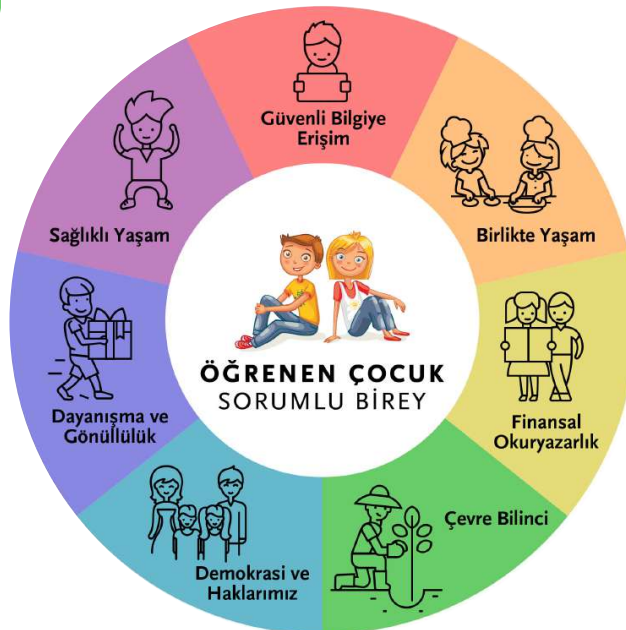 Güvenli Bilgiye
Erişim
Birlikte Yaşam
Finansal
Okuryazarlık
Çevre Bilinci
Demokrasi ve
Haklarımız
Dayanışma ve
Gönüllülük
Sağlıklı Yaşam
ÖĞRENEN ÇOCUK
SORUMLU BİREY